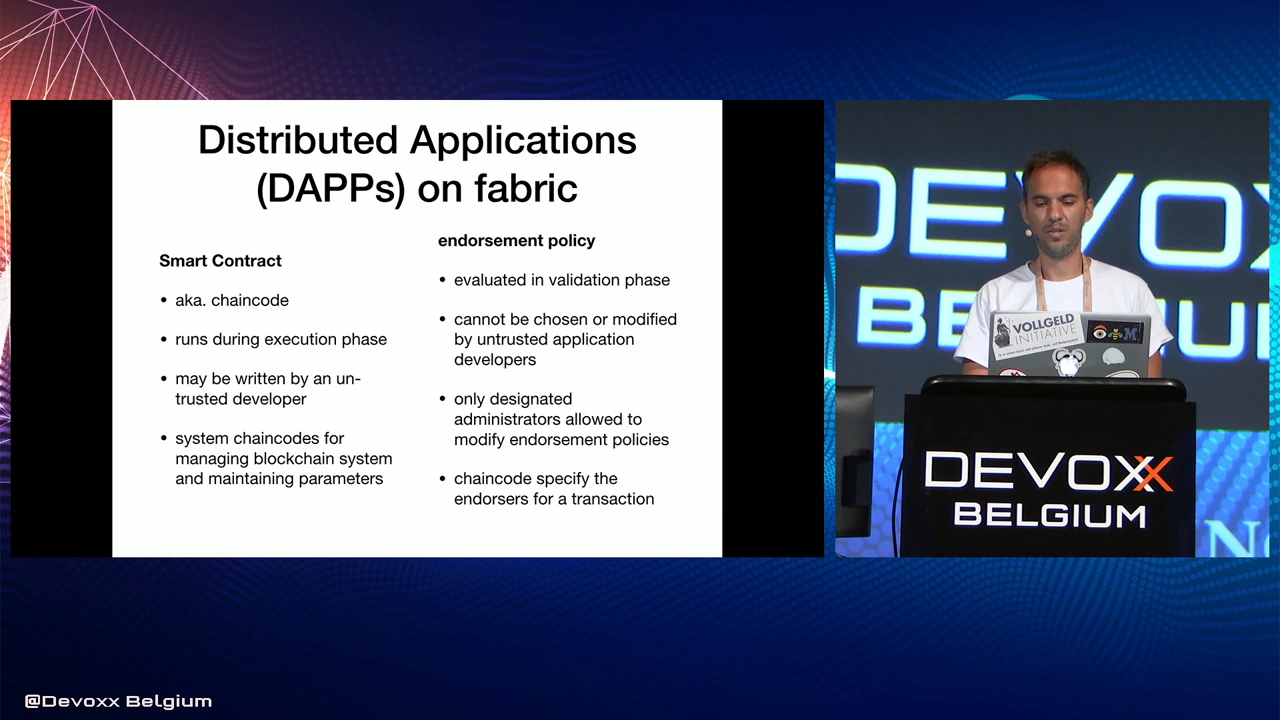 Distributed Applications
(DAPPs) on fabric
Smart Contract
• aka. chaincode
• runs during execution phase
• may be written by an un-
trusted developer
• system chaincodes for
managing blockchain system
and maintaining parameters
endorsement policy
• evaluated in validation phase
• cannot be chosen or modified
by untrusted application
developers
• only designated
administrators allowed to
modify endorsement policies
• chaincode specify the
endorsers for a transaction
DEVOX
BELGIUM
VOLLGELD
INITIATIVE
DEVOXX
BELGIUM
@Devoxx Belgium